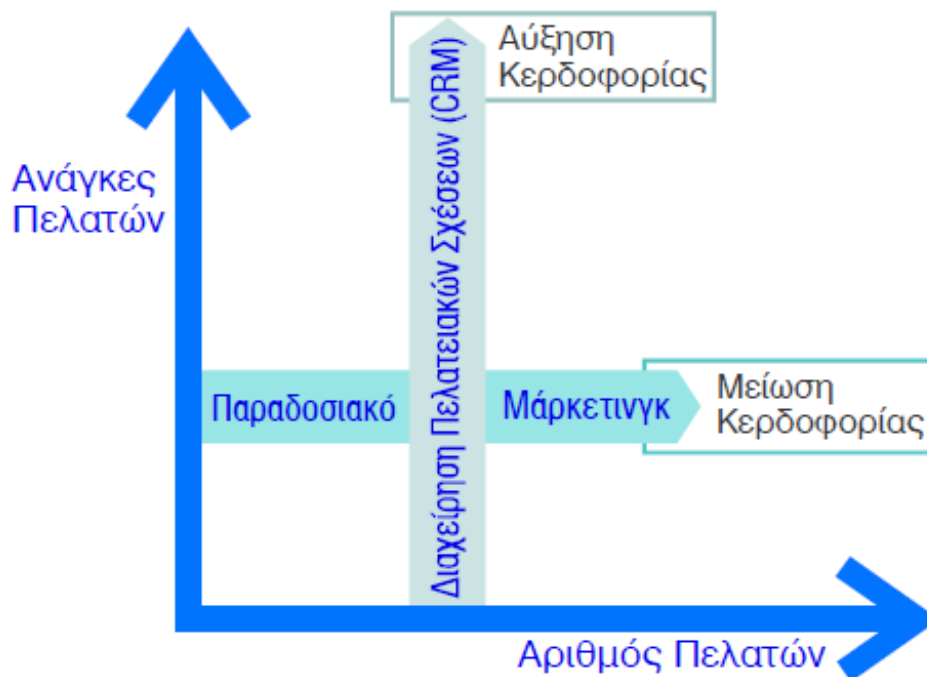 Αύξηση
Κερδοφορίας
Ανάγκες
Πελατών
Διαχείρηση Πελατειακών Σχέσεων (CRM)
Παραδοσιακό
Μάρκετινγκ
Μείωση
Κερδοφορίας
Αριθμός Πελατών